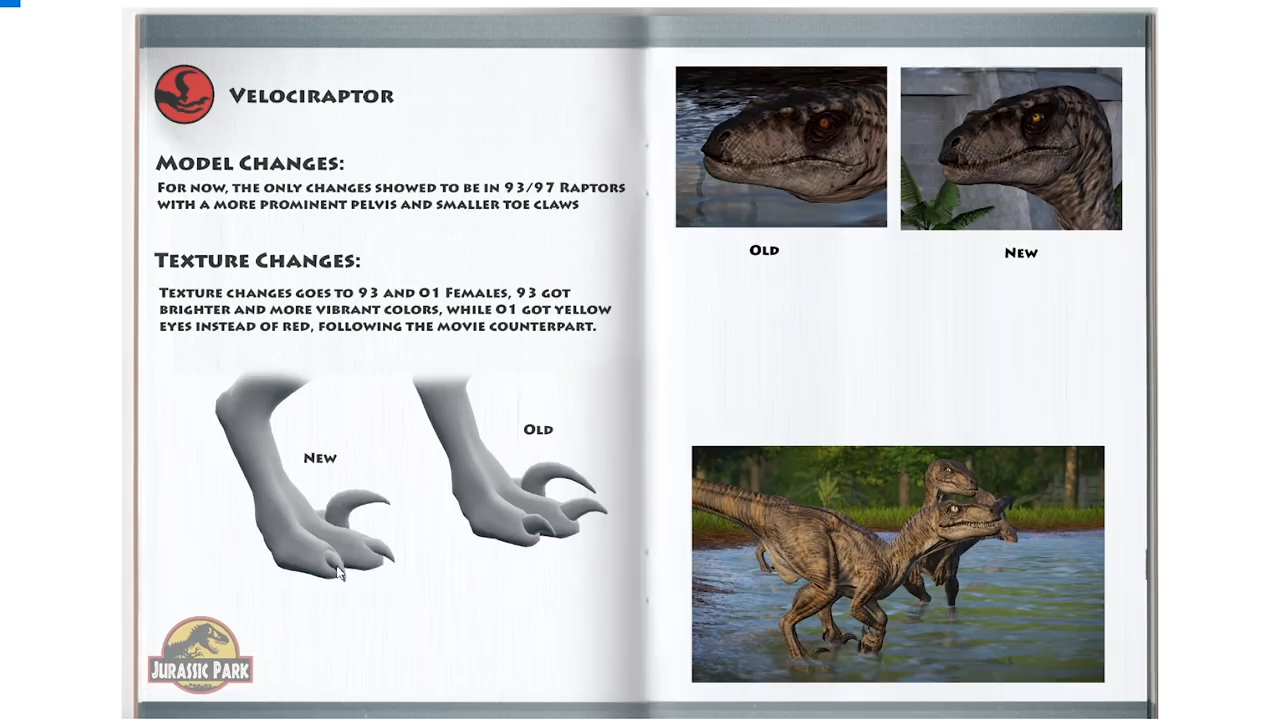 Velociraptor
Model Changes:
For now, the only changes showed to be in 93/97 Raptors
with a more prominent pelvis and smaller toe claws
Texture Changes:
Texture changes goes to 93 and 01 Females, 93 got
brighter and more vibrant colors, while 01 got yellow
eyes instead of red, following the movie counterpart.
New
Old
Jurassic Park
Old
New